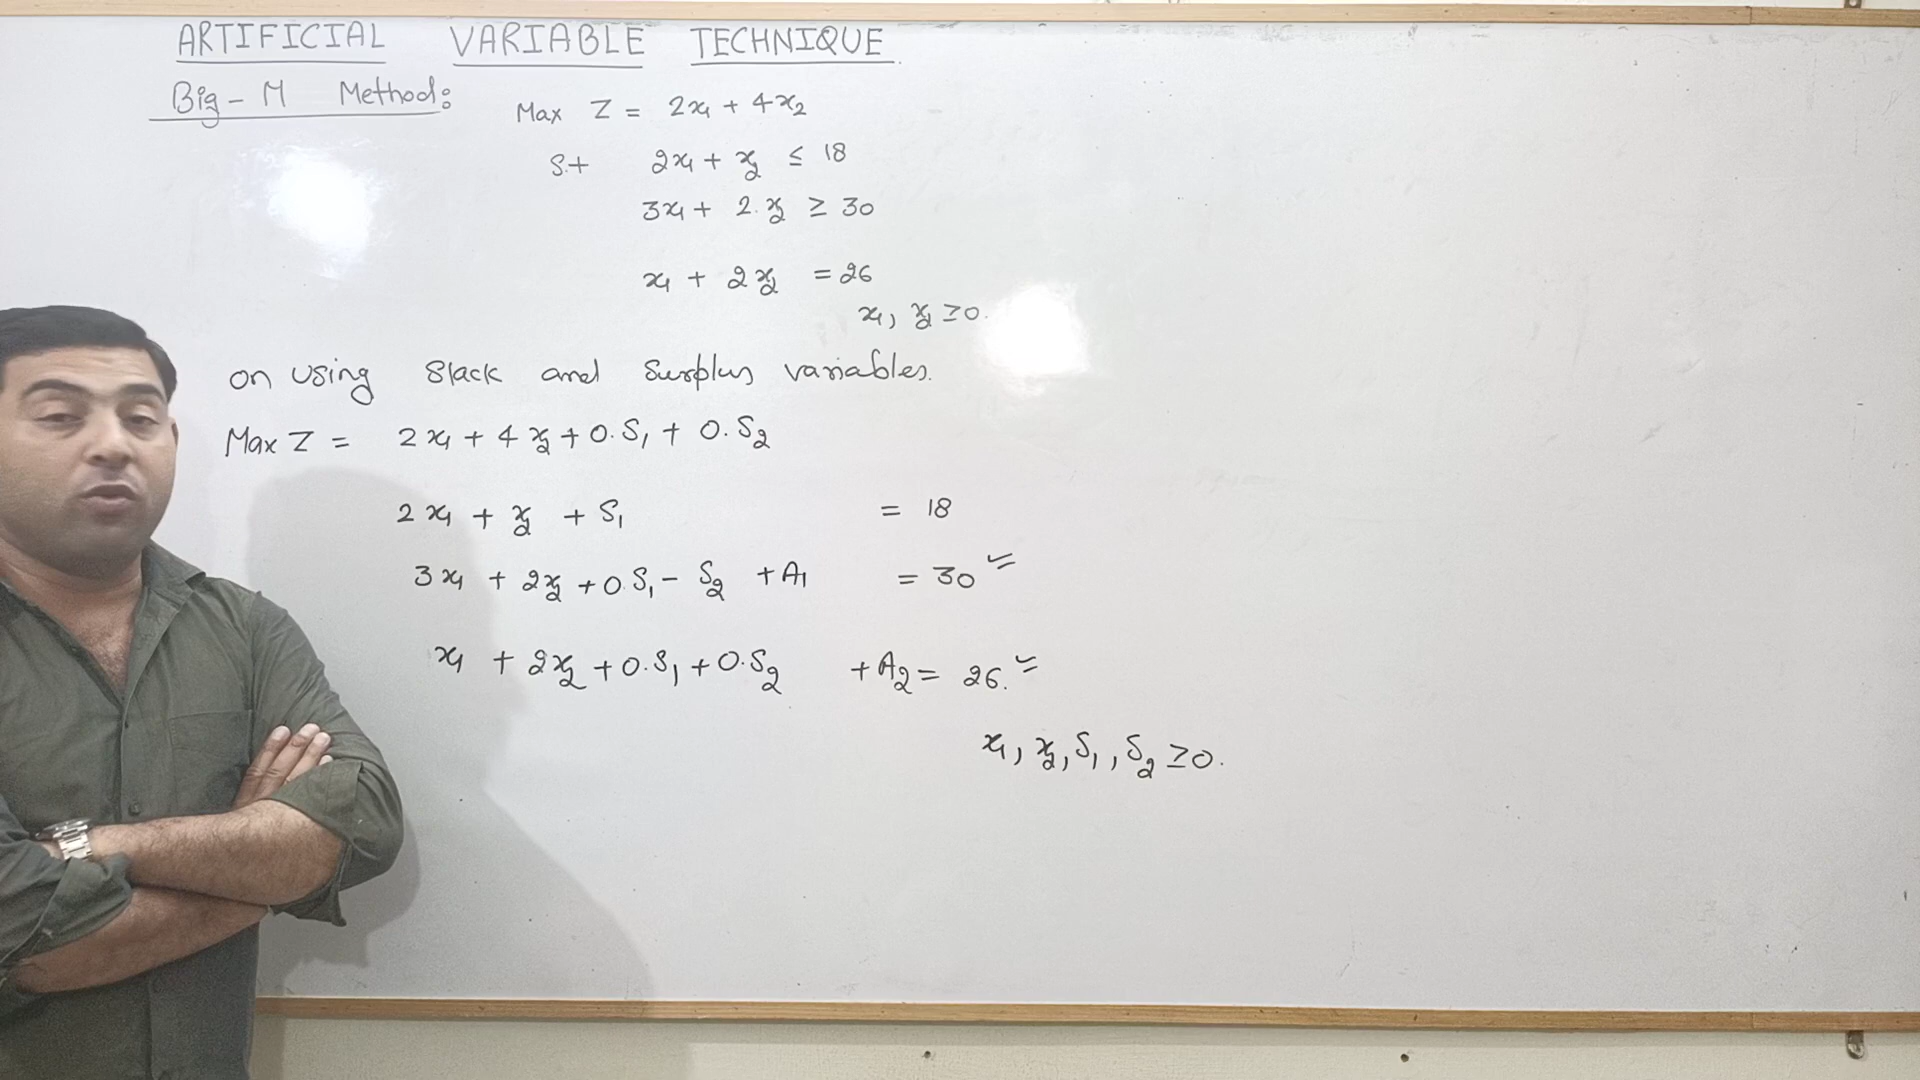 ARTIFICIAL VARIABLE TECHNIQUE
Big-M Method:
Max Z = 2x₁ + 4x₂
S.t 2x₁ + x₂ ≤ 18
3x₁ + 2.x₂ ≥ 30
x₁ + 2x₂ = 26
x₁, x₂ ≥0.
on using Slack and Surplus variables.
Max Z = 2x₁ + 4x₂ + 0.S₁ + 0.S₂
2x₁ + x₂ + S₁ = 18
3x₁ + 2x₂ + 0.S₁ - S₂ + A₁ = 30
x₁ + 2x₂ + 0.S₁ + 0.S₂ + A₂ = 26.
x₁, x₂, S₁, S₂ ≥0.